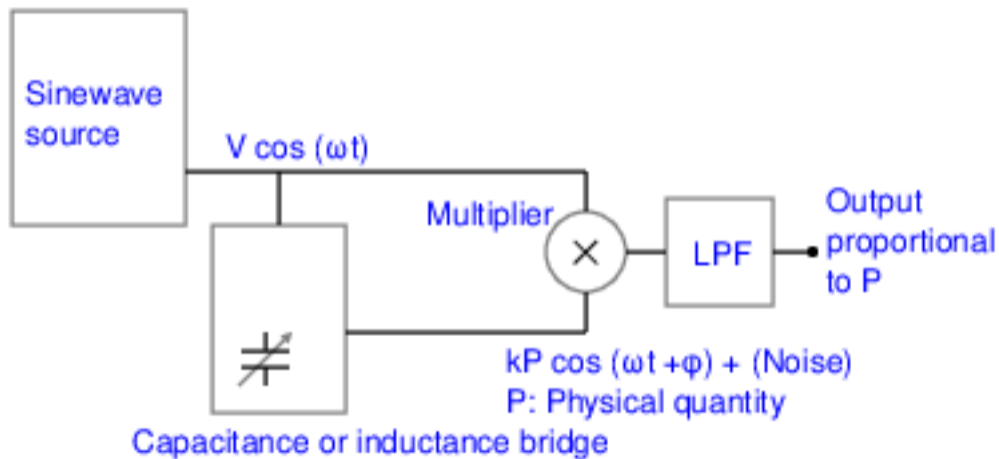 Sinewave
source
V cos (ωt)
Multiplier
×
LPF
Output
proportional
to P
kP cos (ωt +φ) + (Noise)
P: Physical quantity
Capacitance or inductance bridge